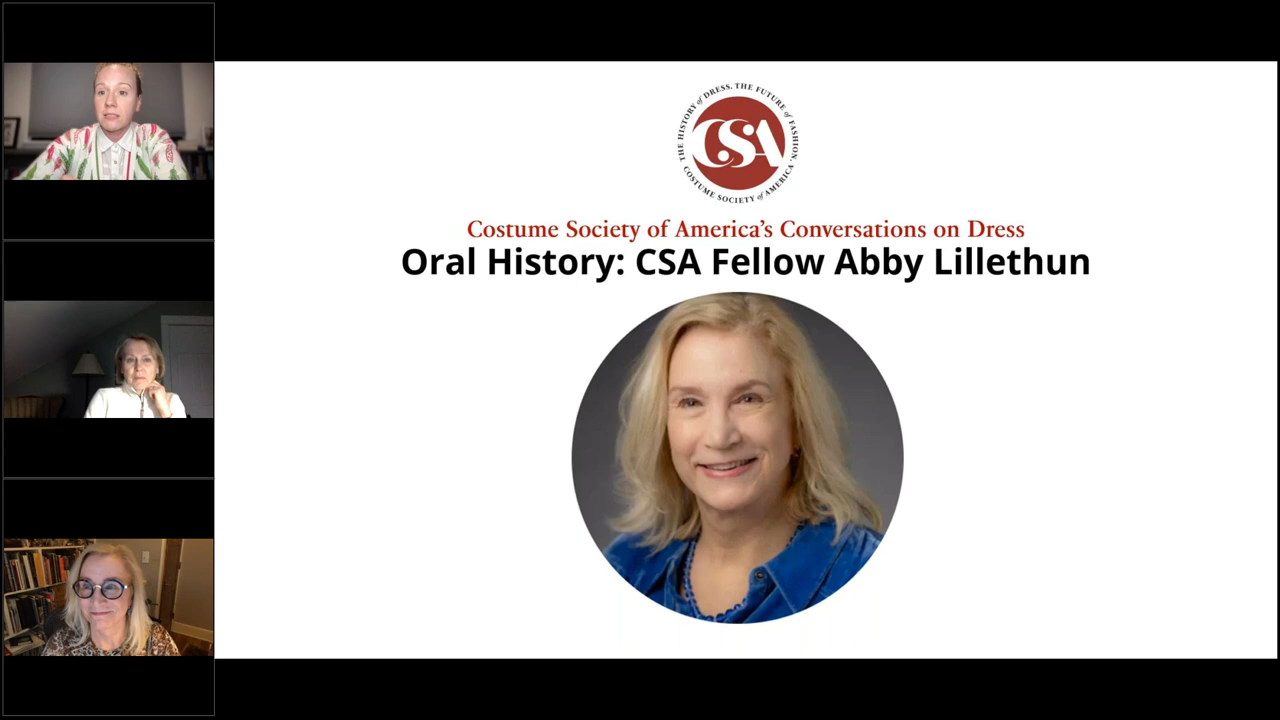 THE HISTORY of DRESS. THE FUTURE of FASHION.
CSA
COSTUME SOCIETY of AMERICA
Costume Society of America's Conversations on Dress
Oral History: CSA Fellow Abby Lillethun